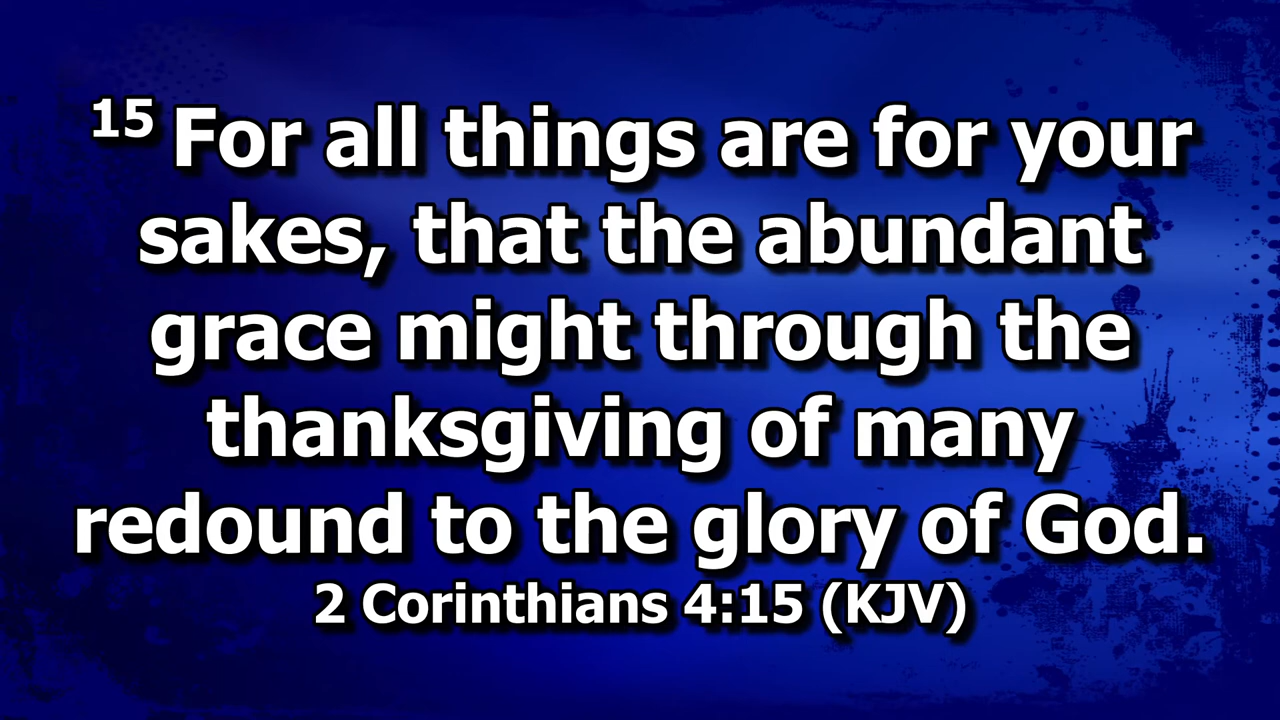 15 For all things are for your
sakes, that the abundant
grace might through the
thanksgiving of many
redound to the glory of God.
2 Corinthians 4:15 (KJV)